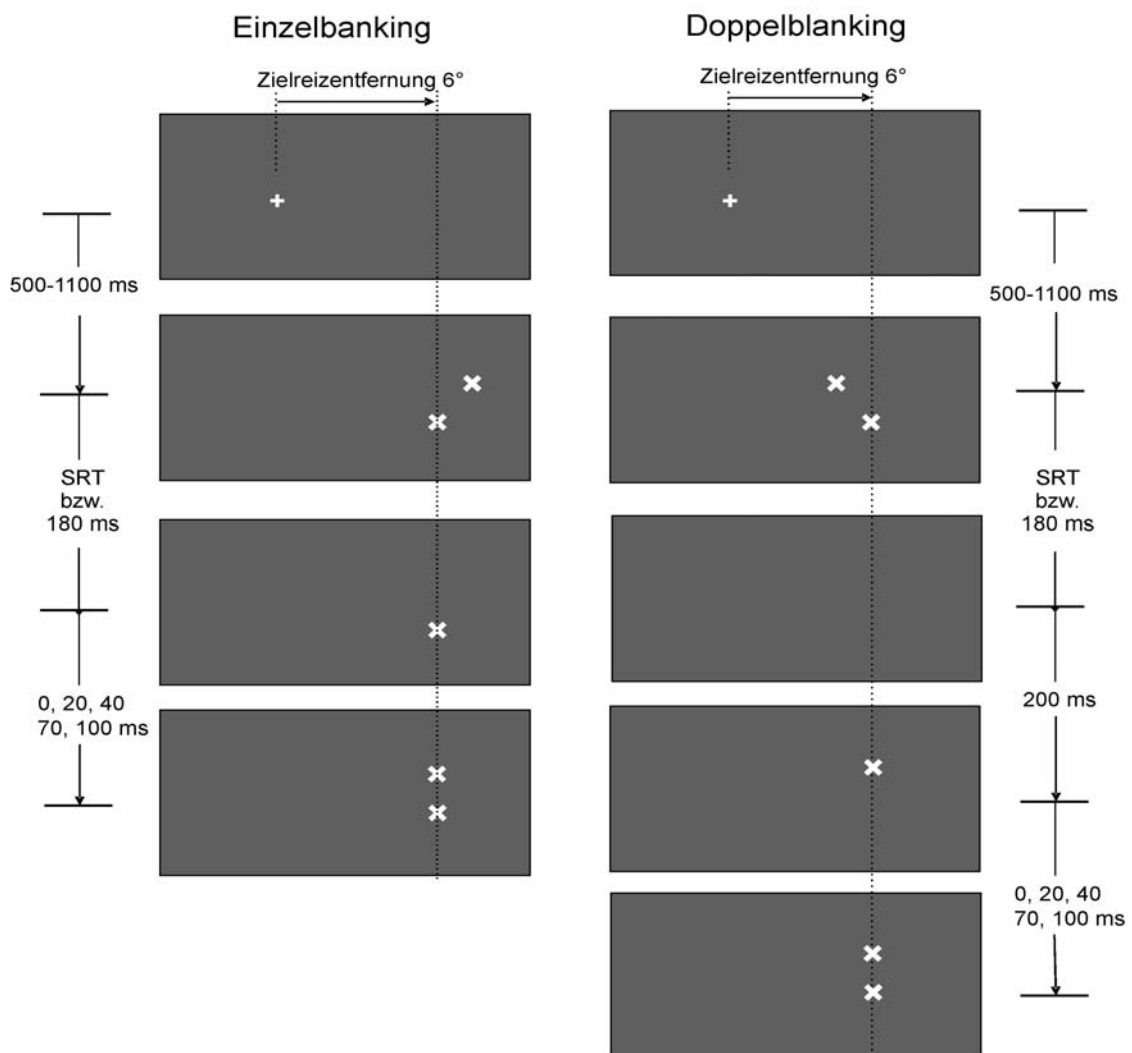 Einzelbanking
Zielreizentfernung 6°
500-1100 ms
SRT
bzw.
180 ms
0, 20, 40
70, 100 ms
Doppelblanking
Zielreizentfernung 6°
500-1100 ms
SRT
bzw.
180 ms
200 ms
0, 20, 40
70, 100 ms